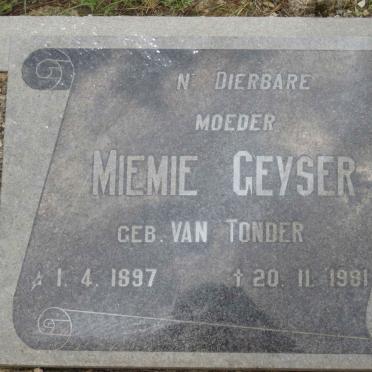 N' DIERBARE
MOEDER
MIEMIE GEYSER
GEB. VAN TONDER
☆ 1. 4. 1897 ✝ 20. 11. 1981